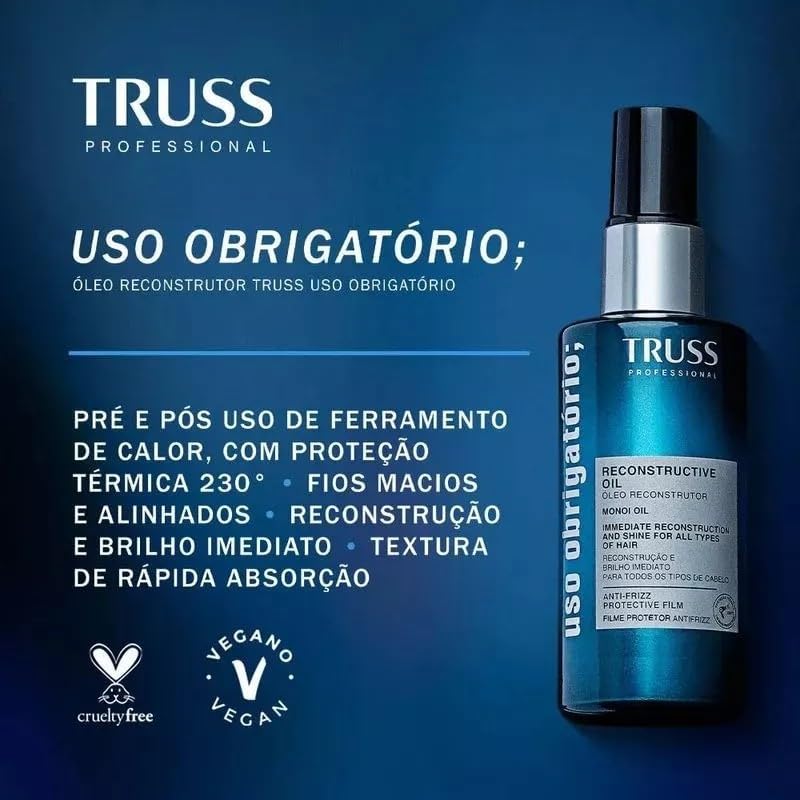 TRUSS
PROFESSIONAL
USO OBRIGATÓRIO;
ÓLEO RECONSTRUTOR TRUSS USO OBRIGATÓRIO
PRÉ E PÓS USO DE FERRAMENTO
DE CALOR, COM PROTEÇÃO
TÉRMICA 230° • FIOS MACIOS
E ALINHADOS • RECONSTRUÇÃO
E BRILHO IMEDIATO • TEXTURA
DE RÁPIDA ABSORÇÃO
crueltyfree
VEGANO
V
VEGAN
TRUSS
PROFESSIONAL
uso obrigatório;
RECONSTRUCTIVE
OIL
ÓLEO RECONSTRUTOR
MONOI OIL
IMMEDIATE RECONSTRUCTION
AND SHINE FOR ALL TYPES
OF HAIR
RECONSTRUÇÃO E
BRILHO IMEDIATO
PARA TODOS OS TIPOS DE CABELO
ANTI-FRIZZ
PROTECTIVE FILM
FILME PROTETOR ANTIFRIZZ